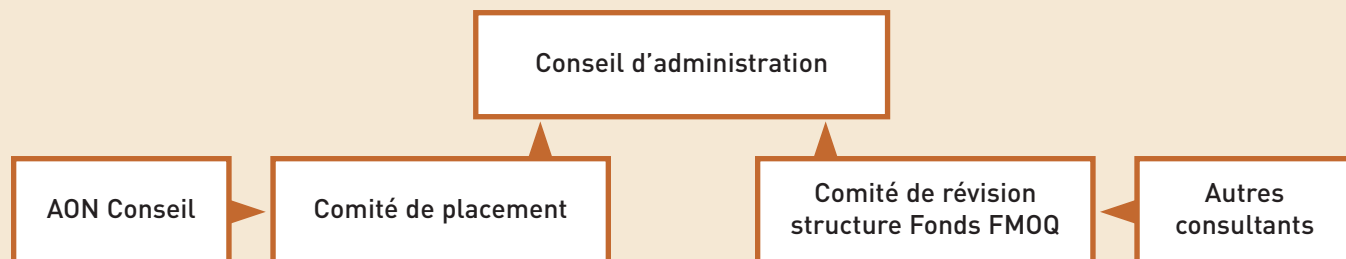 Conseil d’administration
AON Conseil
Comité de placement
Comité de révision
structure Fonds FMOQ
Autres
consultants